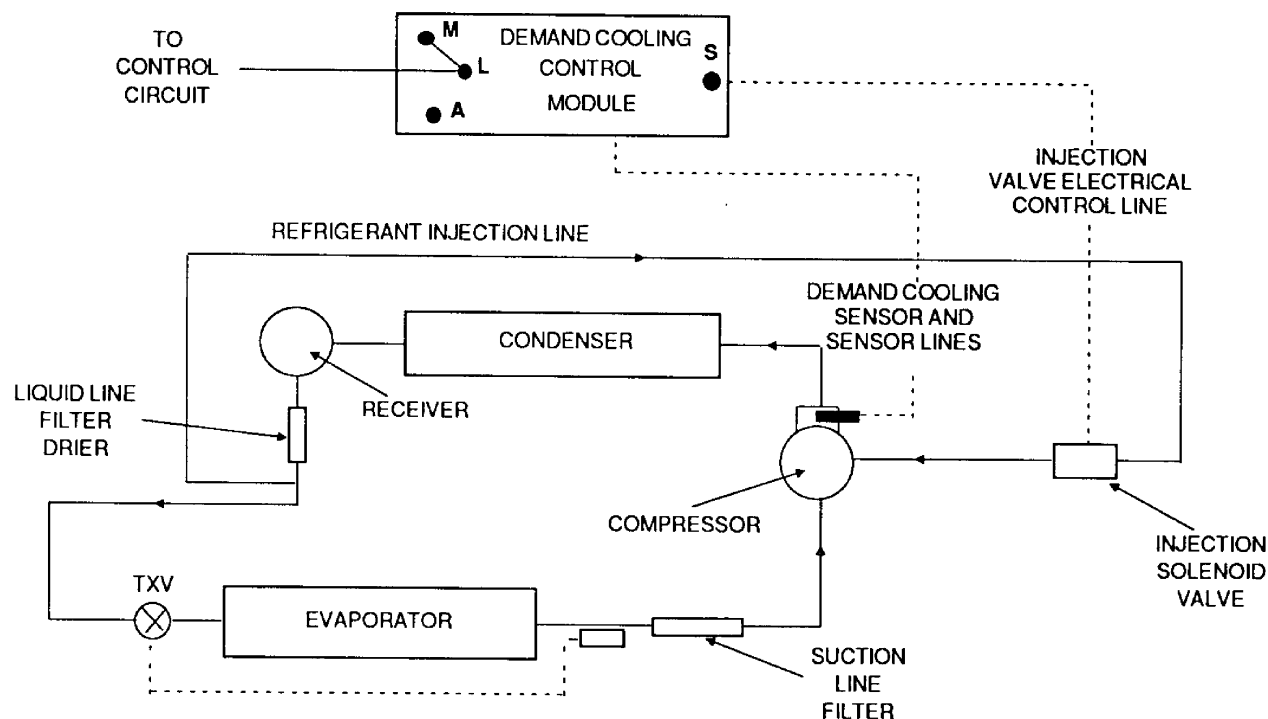 TO
CONTROL
CIRCUIT
M
L
A
DEMAND COOLING
CONTROL
MODULE
S
INJECTION
VALVE ELECTRICAL
CONTROL LINE
REFRIGERANT INJECTION LINE
DEMAND COOLING
SENSOR AND
SENSOR LINES
CONDENSER
RECEIVER
LIQUID LINE
FILTER
DRIER
COMPRESSOR
INJECTION
SOLENOID
VALVE
TXV
EVAPORATOR
SUCTION
LINE
FILTER